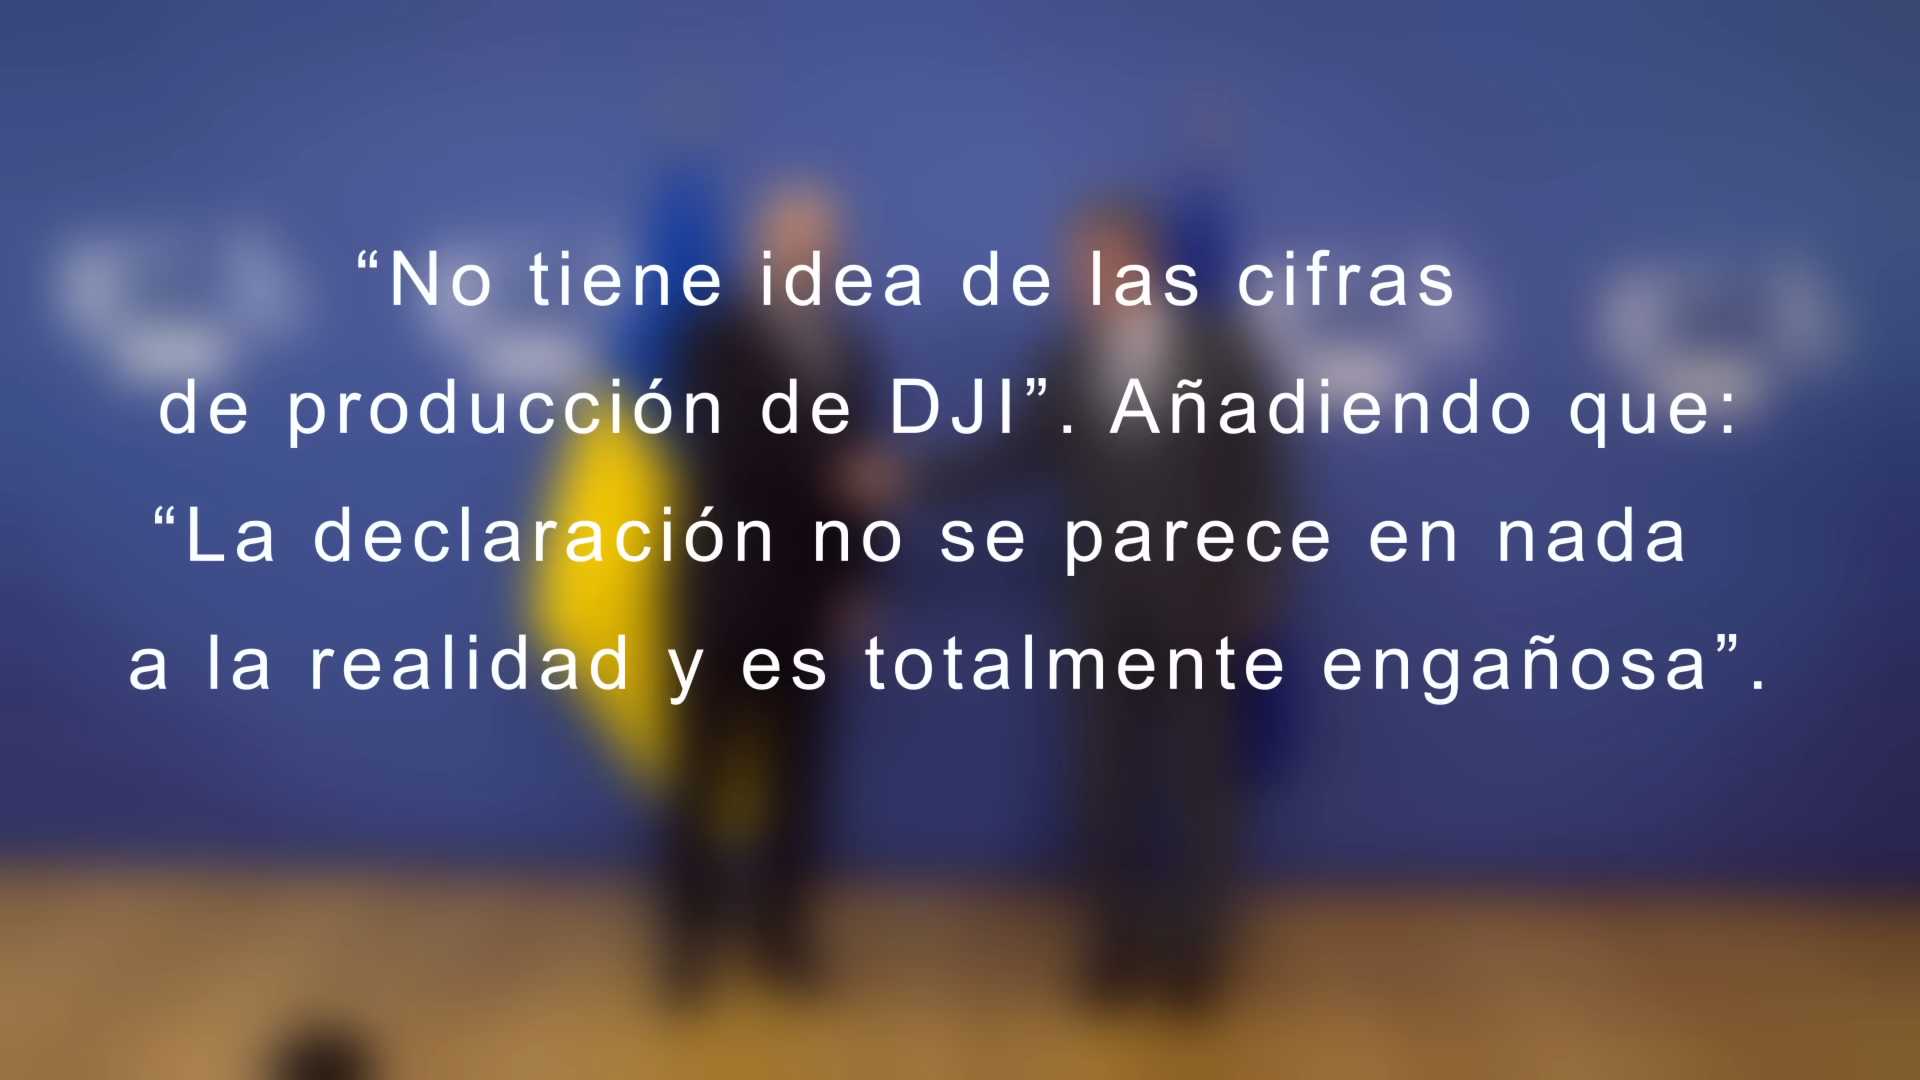 “No tiene idea de las cifras
de producción de DJI”. Añadiendo que:
“La declaración no se parece en nada
a la realidad y es totalmente engañosa”.